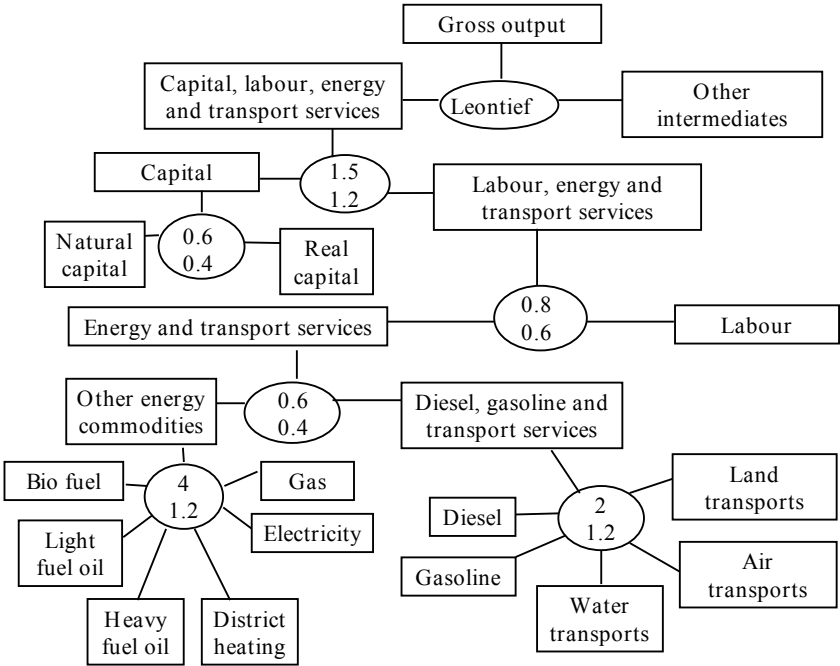 Gross output
Capital, labour, energy
and transport services
Leontief
Other
intermediates
Capital
1.5
1.2
Labour, energy and
transport services
Natural
capital
0.6
0.4
Real
capital
Energy and transport services
0.8
0.6
Labour
Other energy
commodities
0.6
0.4
Diesel, gasoline and
transport services
Bio fuel
4
1.2
Gas
Light
fuel oil
Electricity
Heavy
fuel oil
District
heating
Diesel
2
1.2
Land
transports
Gasoline
Water
transports
Air
transports